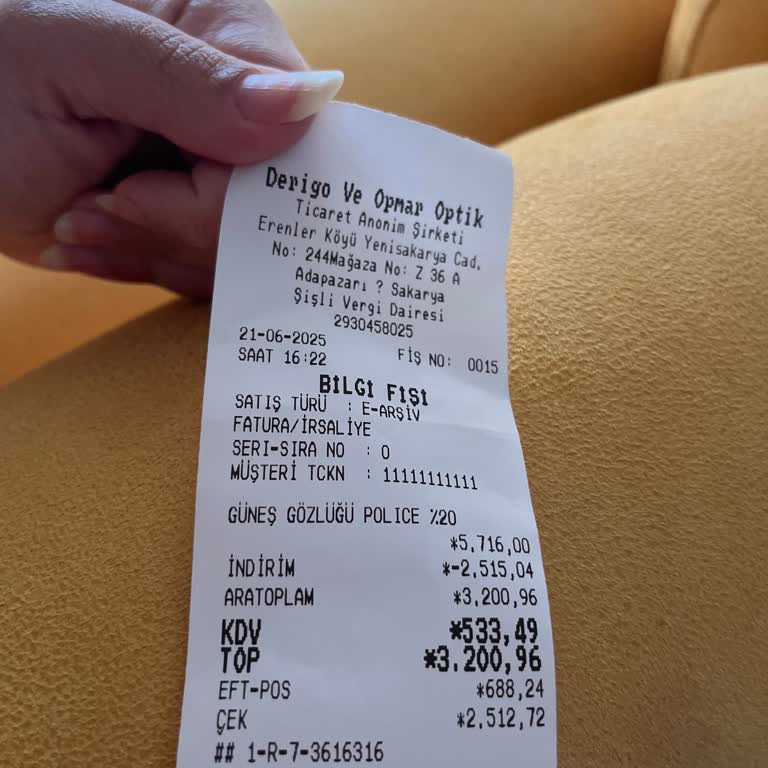 Derigo Ve Opmar Optik
Ticaret Anonim Şirketi
Erenler Köyü Yenisakarya Cad.
No: 244Mağaza No: Z 36 A
Adapazarı ? Sakarya
Şişli Vergi Dairesi
2930458025
21-06-2025
SAAT 16:22 FİŞ NO: 0015
BİLGİ FİŞİ
SATIŞ TÜRÜ : E-ARŞİV
FATURA/İRSALİYE
SERI-SIRA NO : 0
MÜŞTERİ TCKN : 11111111111
GÜNEŞ GÖZLÜĞÜ POLICE %20
*5,716,00
İNDİRİM *-2,515,04
ARATOPLAM *3,200,96
KDV *533,49
TOP *3.200,96
EFT-POS *688,24
ÇEK *2,512,72
## 1-R-7-3616316